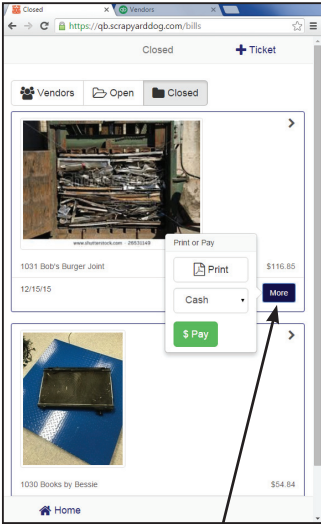 Closed
Vendors
https://qb.scrapyarddog.com/bills
Closed
Ticket
Vendors
Open
Closed
www.shutterstock.com · 28531149
Print or Pay
Print
1031 Bob's Burger Joint
$116.85
12/15/15
Cash
More
$ Pay
1030 Books by Bessie
$54.84
Home